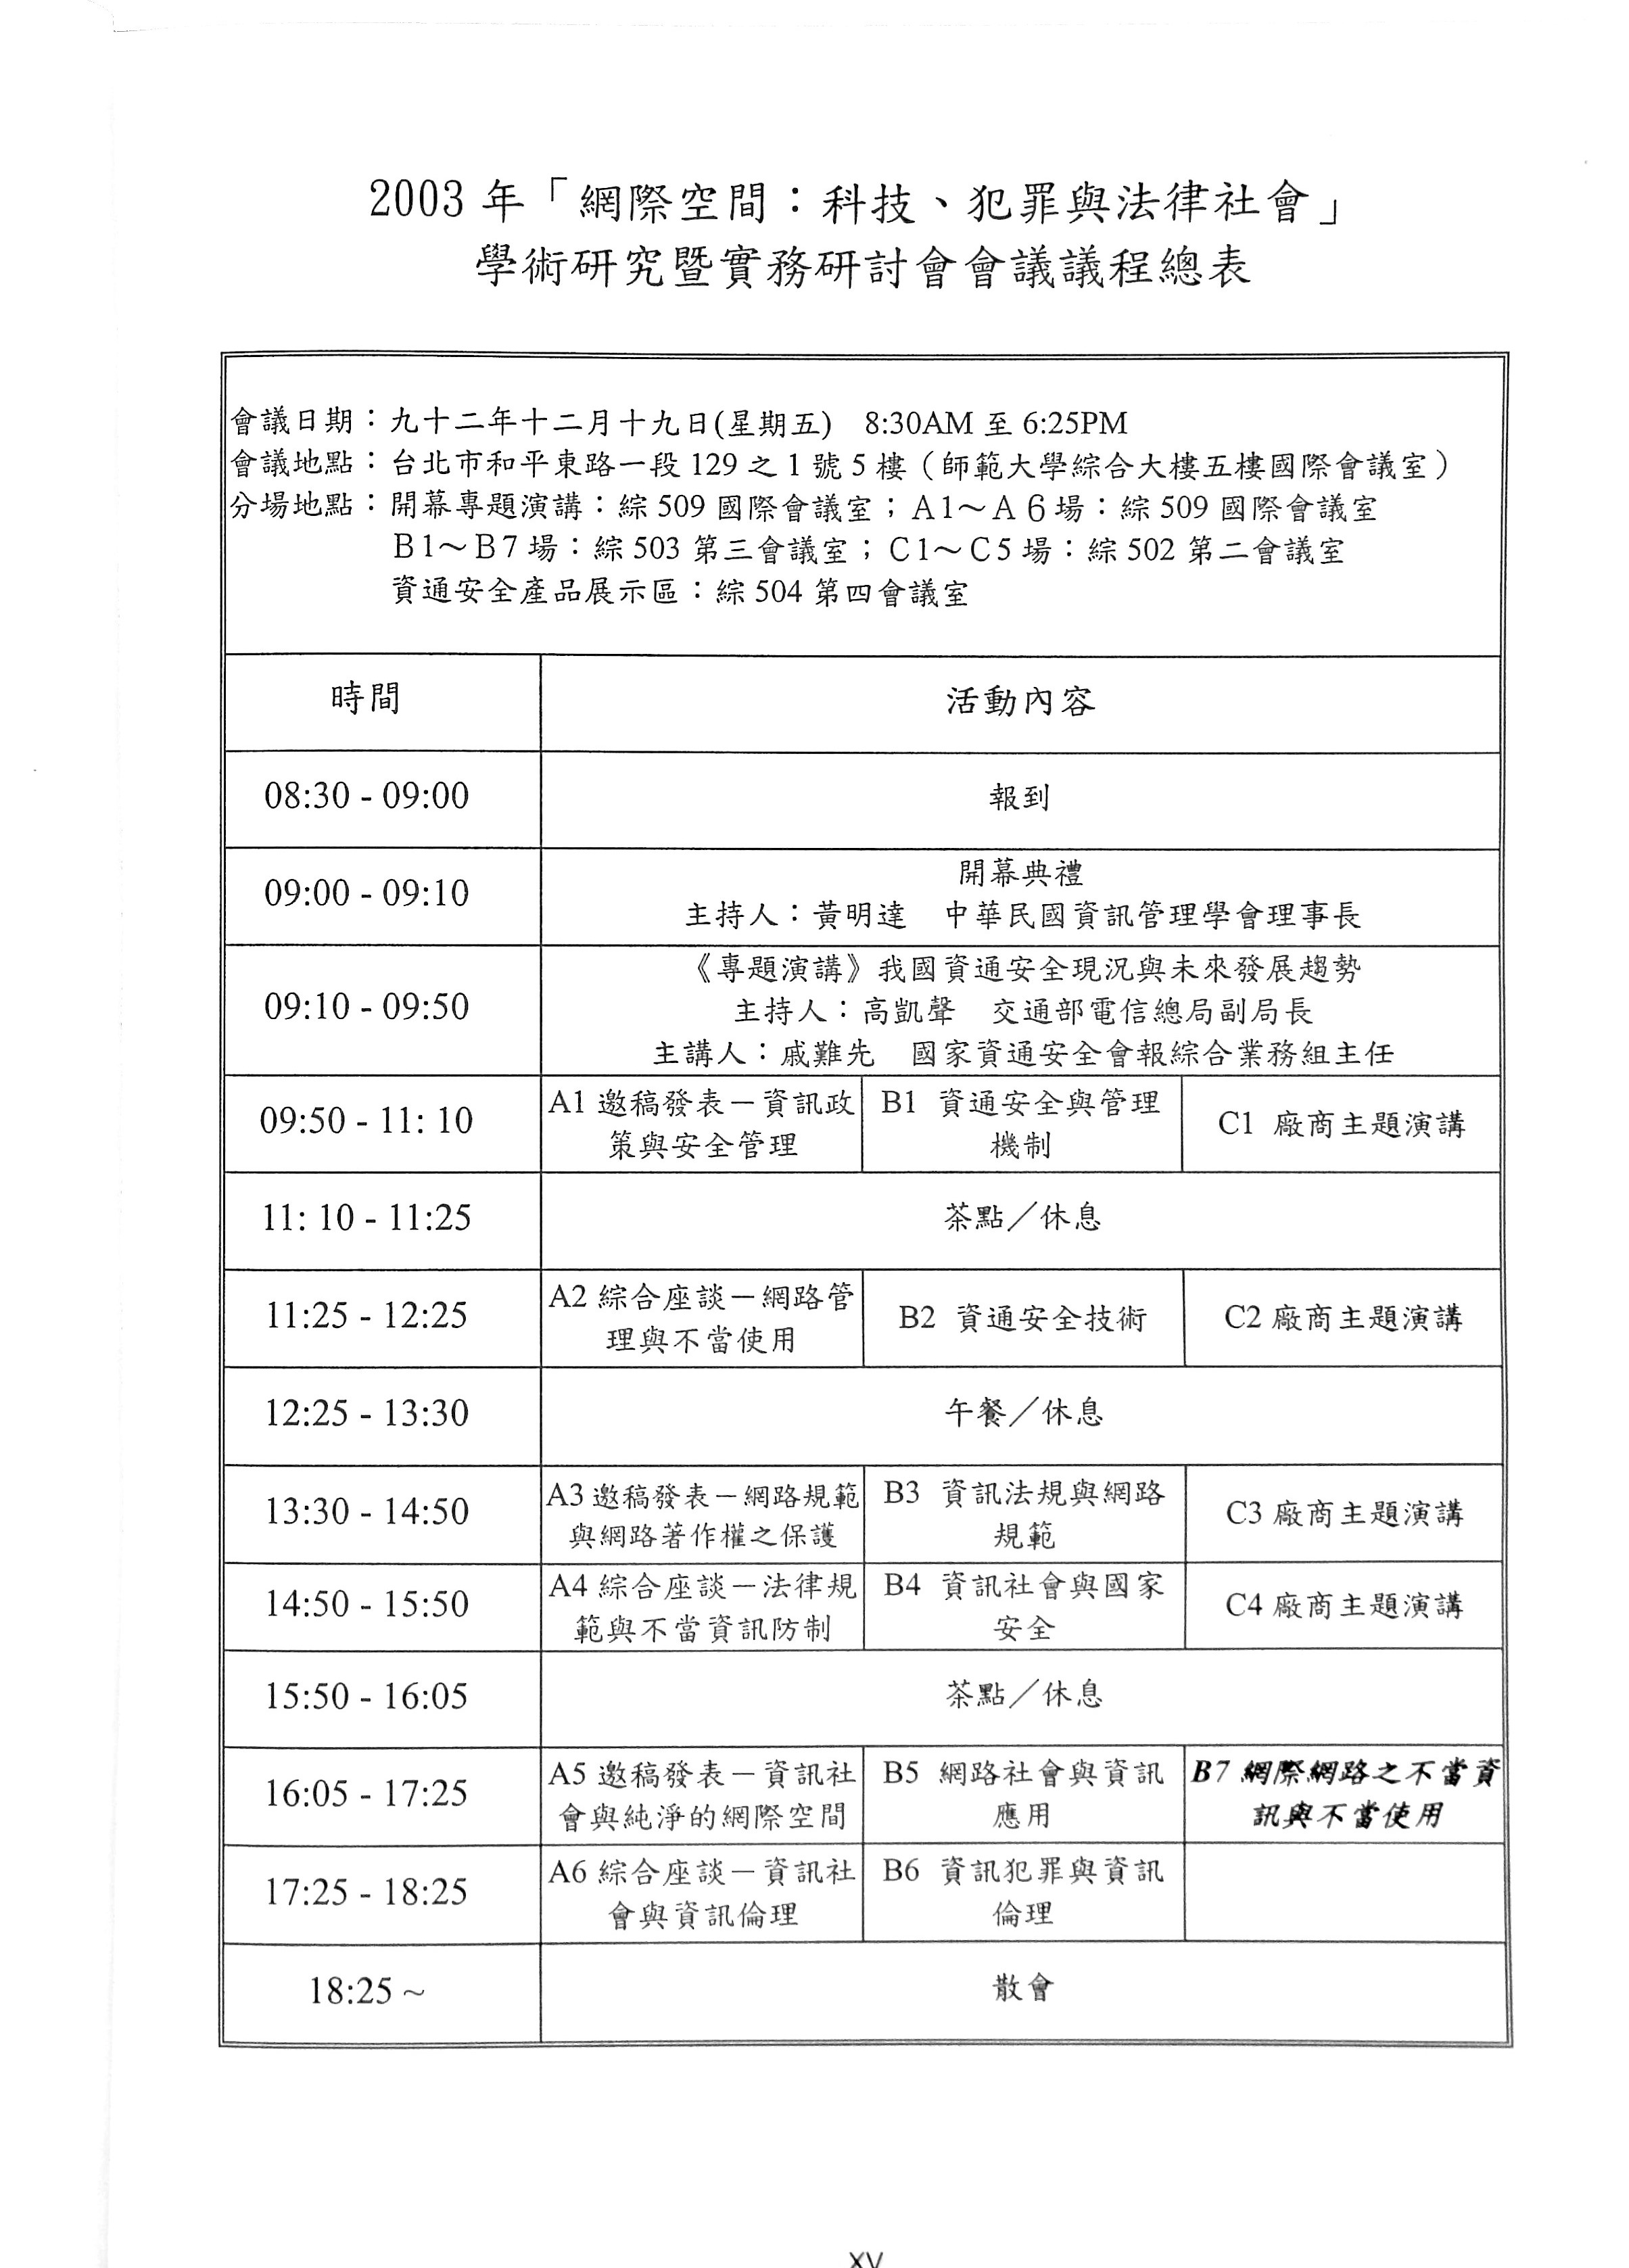 2003 年「網際空間：科技、犯罪與法律社會」
學術研究暨實務研討會會議議程總表
會議日期：九十二年十二月十九日(星期五) 8:30AM 至 6:25PM
會議地點：台北市和平東路一段 129 之 1 號 5 樓（師範大學綜合大樓五樓國際會議室）
分場地點：開幕專題演講：綜 509 國際會議室；A1～A６場：綜 509 國際會議室
B1～B7 場：綜 503 第三會議室；C1～C5 場：綜 502 第二會議室
資通安全產品展示區：綜 504 第四會議室
時間 活動內容
08:30 - 09:00 報到
09:00 - 09:10 開幕典禮
主持人：黃明達 中華民國資訊管理學會理事長
09:10 - 09:50 《專題演講》我國資通安全現況與未來發展趨勢
主持人：高凱聲 交通部電信總局副局長
主講人：戚難先 國家資通安全會報綜合業務組主任
09:50 - 11: 10
A1 邀稿發表－資訊政
策與安全管理
B1 資通安全與管理
機制
C1 廠商主題演講
11: 10 - 11:25 茶點／休息
11:25 - 12:25
A2 綜合座談－網路管
理與不當使用
B2 資通安全技術
C2 廠商主題演講
12:25 - 13:30 午餐／休息
13:30 - 14:50
A3 邀稿發表－網路規範
與網路著作權之保護
B3 資訊法規與網路
規範
C3 廠商主題演講
14:50 - 15:50
A4 綜合座談－法律規
範與不當資訊防制
B4 資訊社會與國家
安全
C4 廠商主題演講
15:50 - 16:05 茶點／休息
16:05 - 17:25
A5 邀稿發表－資訊社
會與純淨的網際空間
B5 網路社會與資訊
應用
B7 網際網路之不當資
訊與不當使用
17:25 - 18:25
A6 綜合座談－資訊社
會與資訊倫理
B6 資訊犯罪與資訊
倫理
18:25 ~ 散會
XV